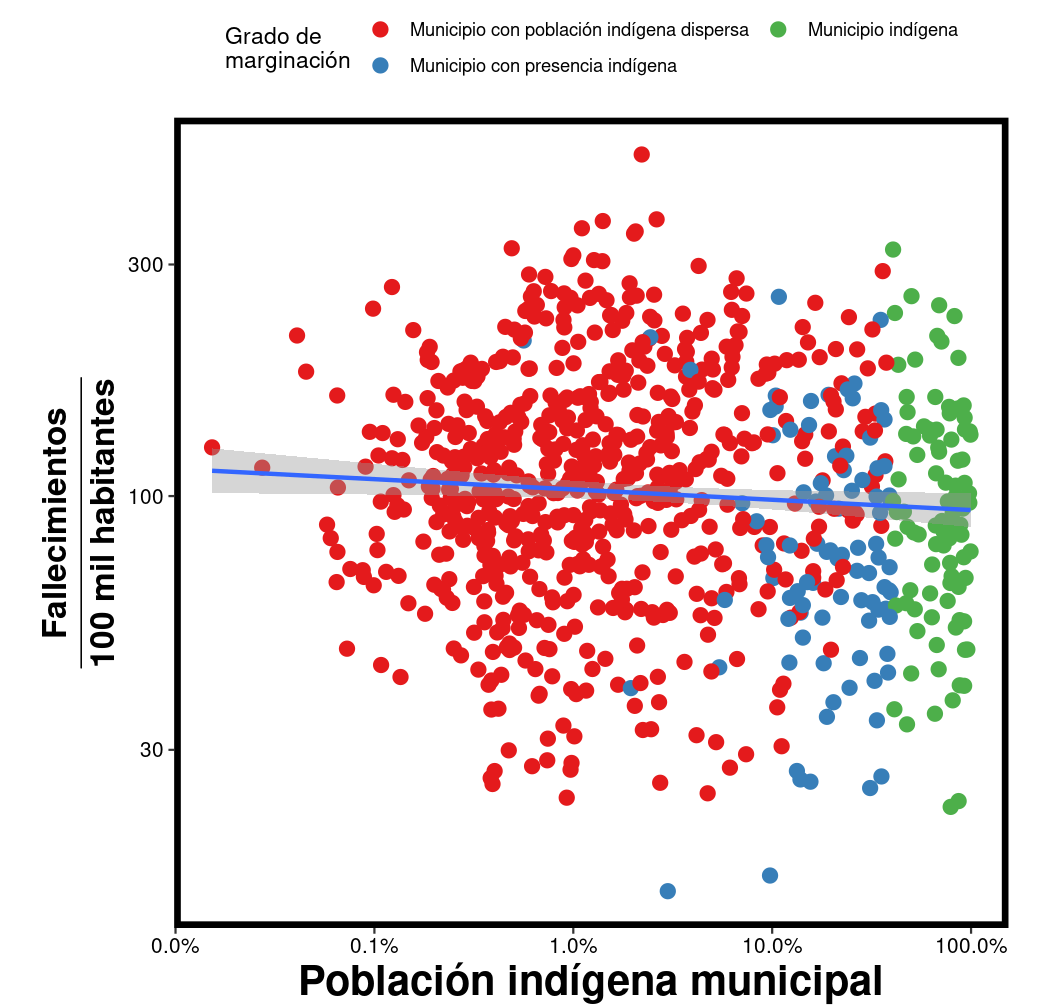 Grado de
marginación
Municipio con población indígena dispersa
Municipio indígena
Municipio con presencia indígena
Fallecimientos
100 mil habitantes
300
100
30
0.0%
0.1%
1.0%
10.0%
100.0%
Población indígena municipal